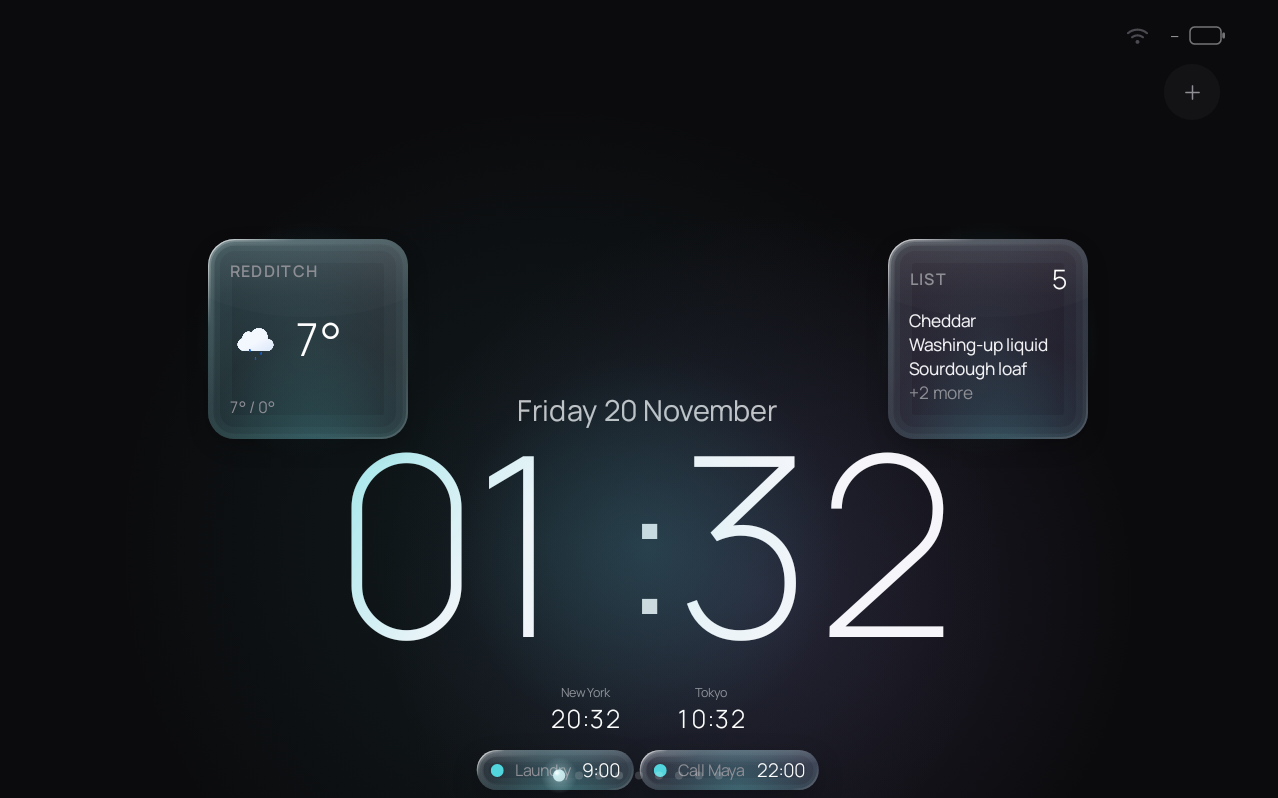 –
+
REDDITCH
7°
7° / 0°
LIST 5
Cheddar
Washing-up liquid
Sourdough loaf
+2 more
Friday 20 November
01:32
New York
20:32
Tokyo
10:32
Laundry 9:00
Call Maya 22:00